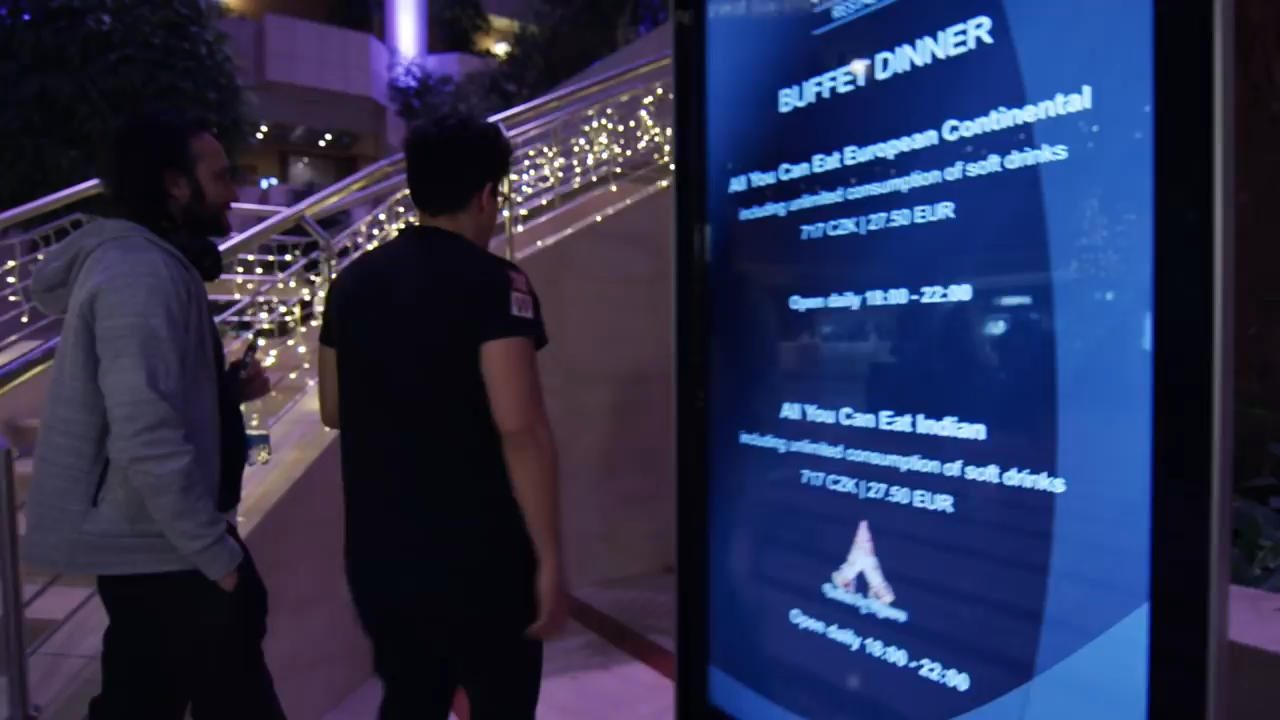 BUFFET DINNER
All You Can Eat European Continental
including unlimited consumption of soft drinks
717 CZK | 27.50 EUR
Open daily 18:00 - 22:00
All You Can Eat Indian
including unlimited consumption of soft drinks
717 CZK | 27.50 EUR
Open daily 18:00 - 22:00